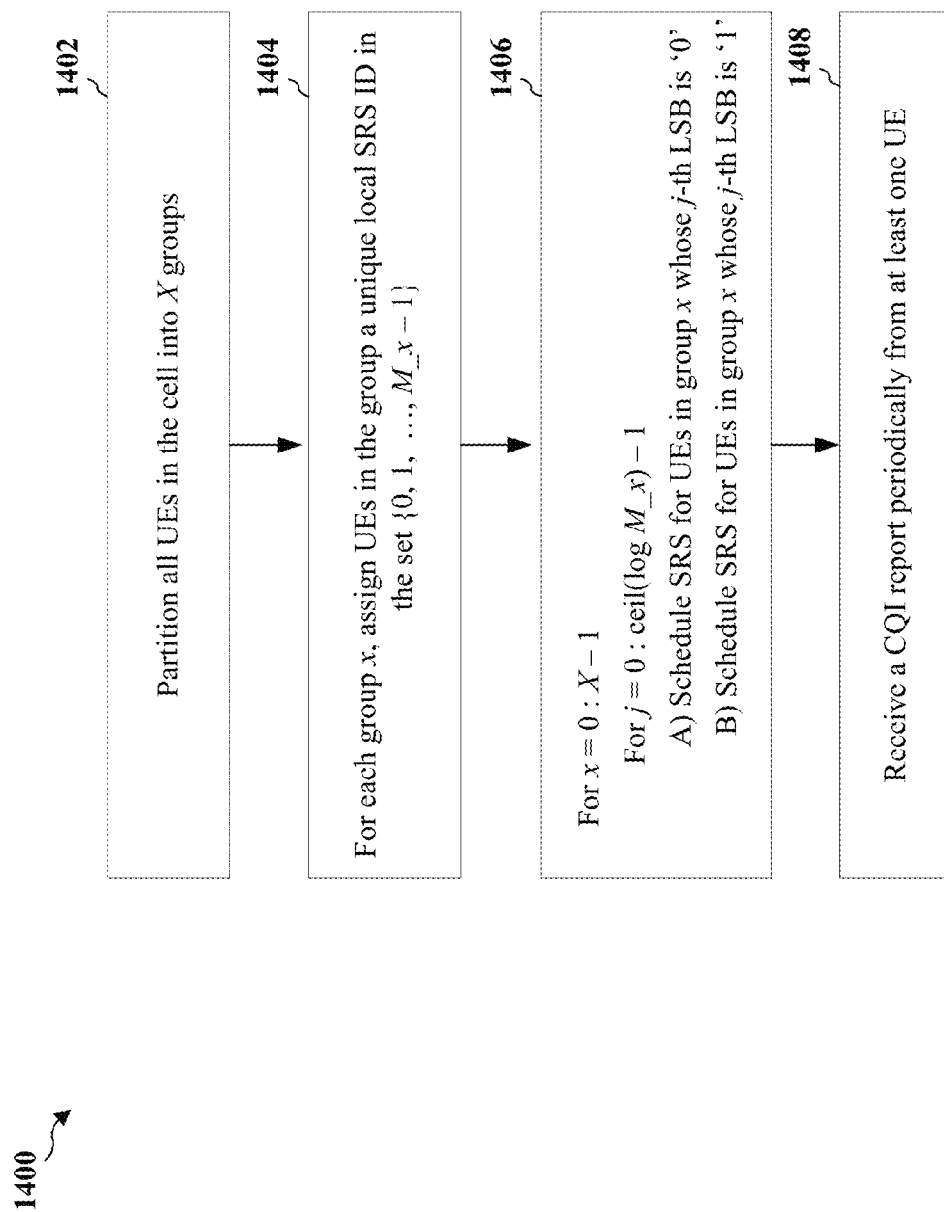 1400
1402
Partition all UEs in the cell into X groups
1404
For each group x, assign UEs in the group a unique local SRS ID in
the set {0, 1, …, M_x – 1}
1406
For x = 0 : X – 1
For j = 0 : ceil(log M_x) – 1
A) Schedule SRS for UEs in group x whose j-th LSB is ‘0’
B) Schedule SRS for UEs in group x whose j-th LSB is ‘1’
1408
Receive a CQI report periodically from at least one UE